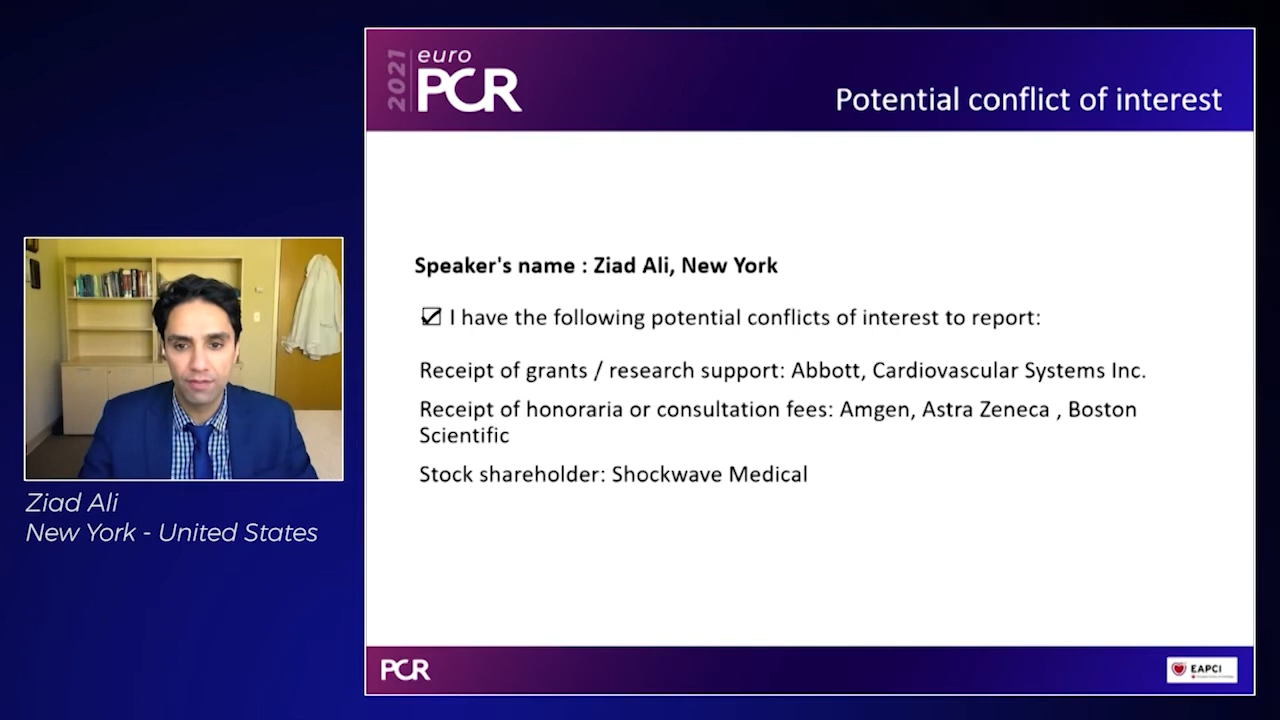 2021
euro
PCR
Potential conflict of interest
Speaker's name : Ziad Ali, New York
I have the following potential conflicts of interest to report:
Receipt of grants / research support: Abbott, Cardiovascular Systems Inc.
Receipt of honoraria or consultation fees: Amgen, Astra Zeneca , Boston
Scientific
Stock shareholder: Shockwave Medical
Ziad Ali
New York - United States
PCR
EAPCI